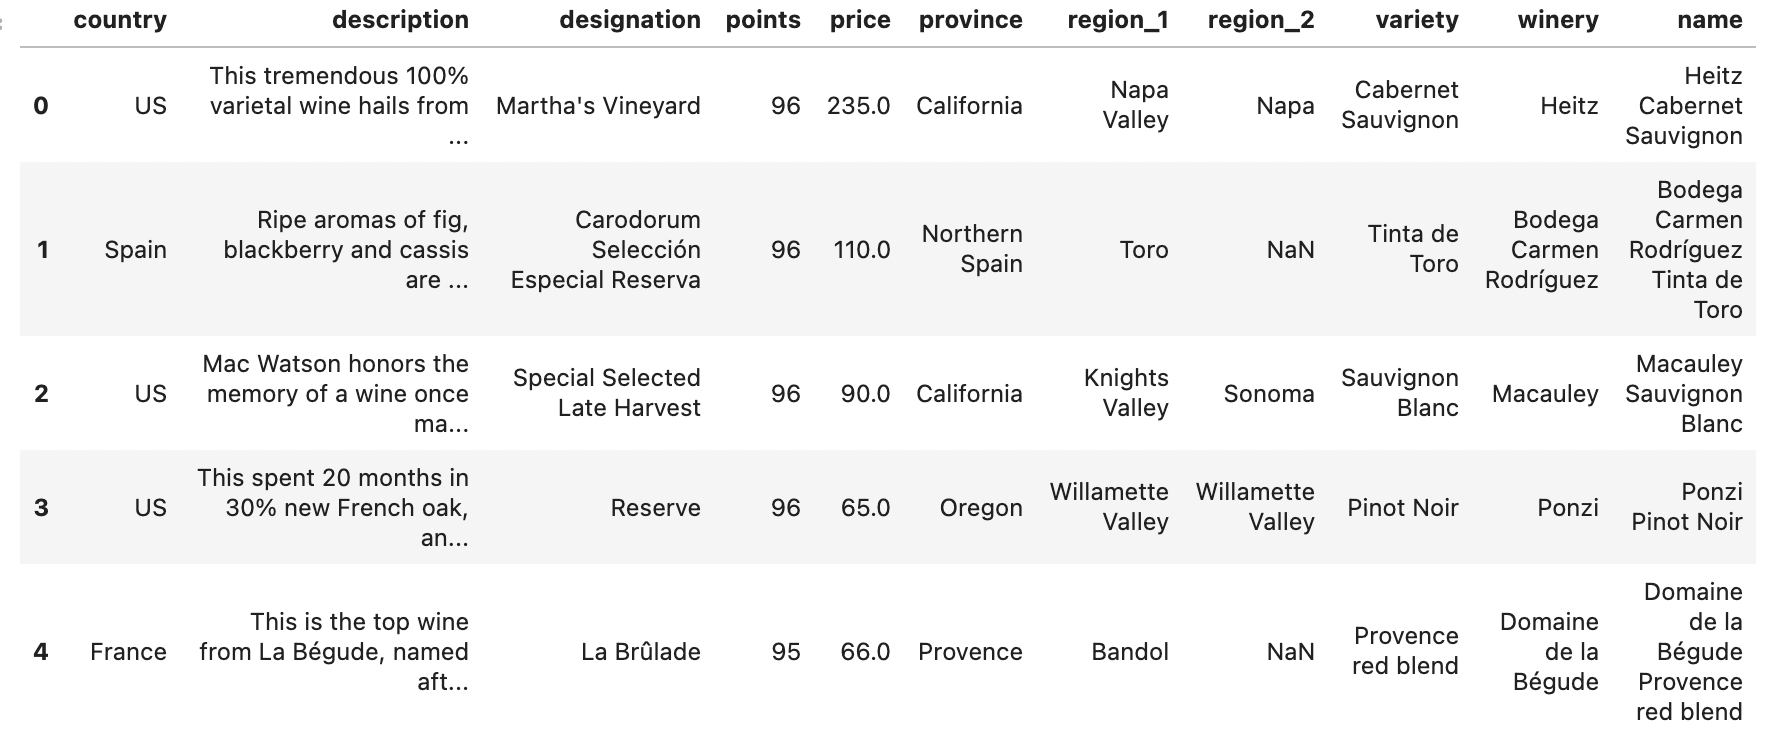 country description designation points price province region_1 region_2 variety winery name
0 US This tremendous 100% varietal wine hails from ... Martha's Vineyard 96 235.0 California Napa Valley Napa Cabernet Sauvignon Heitz Heitz Cabernet Sauvignon
1 Spain Ripe aromas of fig, blackberry and cassis are ... Carodorum Selección Especial Reserva 96 110.0 Northern Spain Toro NaN Tinta de Toro Bodega Carmen Rodríguez Bodega Carmen Rodríguez Tinta de Toro
2 US Mac Watson honors the memory of a wine once ma... Special Selected Late Harvest 96 90.0 California Knights Valley Sonoma Sauvignon Blanc Macauley Macauley Sauvignon Blanc
3 US This spent 20 months in 30% new French oak, an... Reserve 96 65.0 Oregon Willamette Valley Willamette Valley Pinot Noir Ponzi Ponzi Pinot Noir
4 France This is the top wine from La Bégude, named aft... La Brûlade 95 66.0 Provence Bandol NaN Provence red blend Domaine de la Bégude Domaine de la Bégude Provence red blend